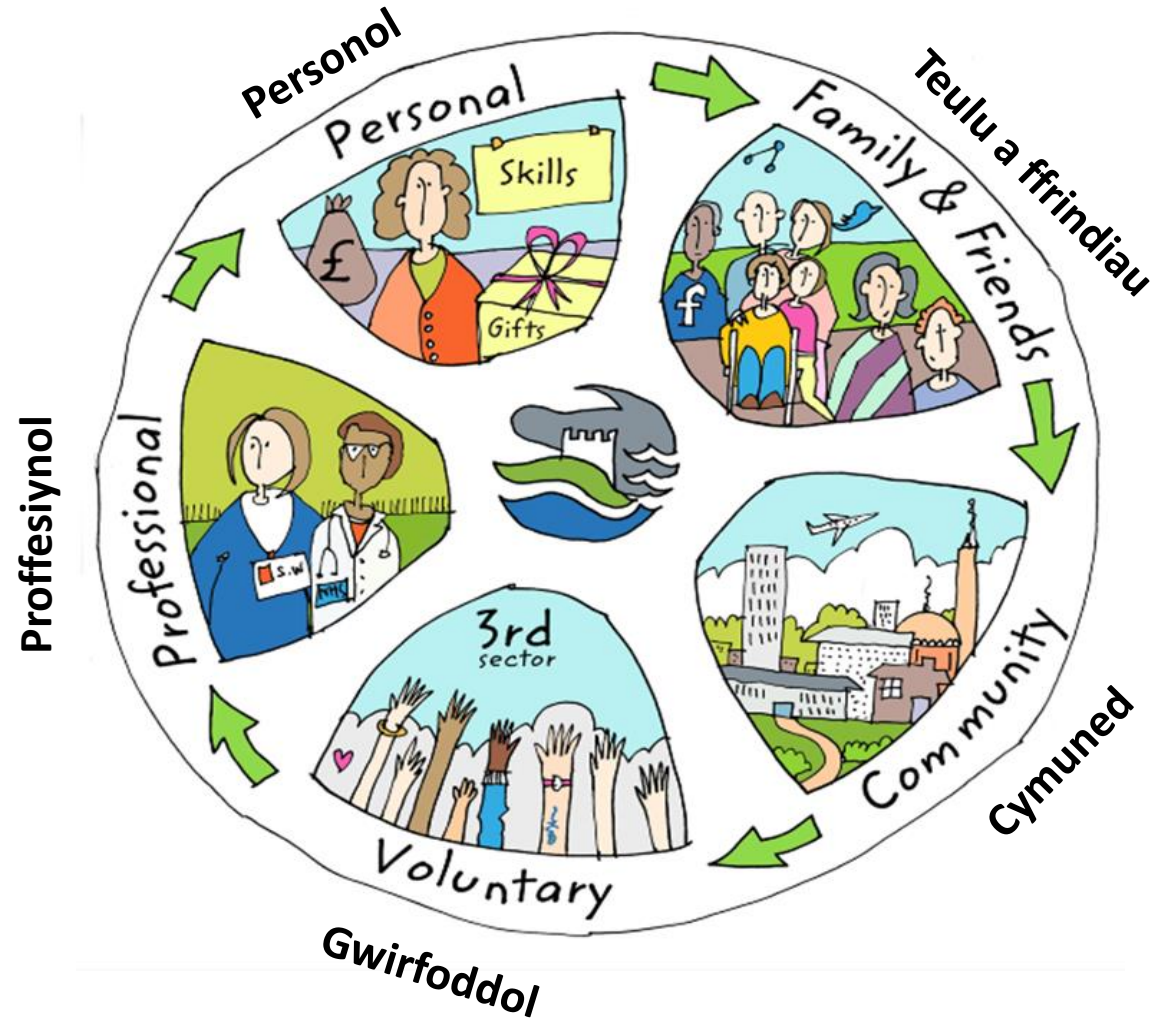 Personol
Personal
Skills
£
Gifts
Teulu a ffrindiau
Family & Friends
f
Cymuned
Community
3rd
sector
Voluntary
Gwirfoddol
Proffesiynol
Professional
S.W
NHS